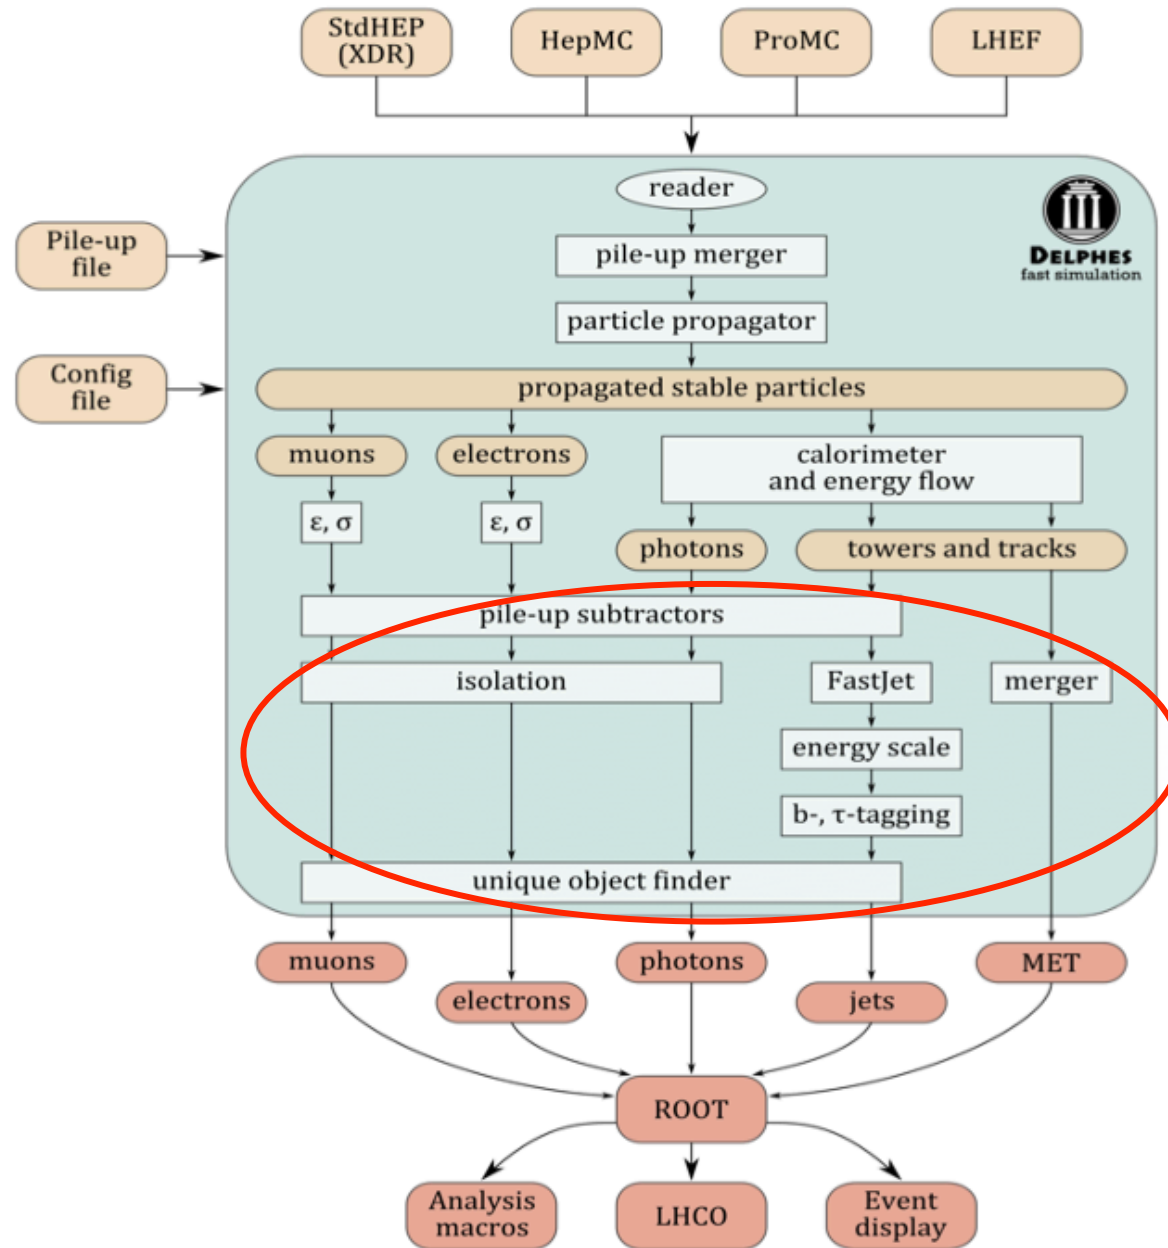 StdHEP
(XDR)
HepMC
ProMC
LHEF
reader
DELPHES
fast simulation
Pile-up
file
pile-up merger
particle propagator
Config
file
propagated stable particles
muons
electrons
calorimeter
and energy flow
ε, σ
ε, σ
photons
towers and tracks
pile-up subtractors
isolation
FastJet
merger
energy scale
b-, τ-tagging
unique object finder
muons
photons
MET
electrons
jets
ROOT
Analysis
macros
LHCO
Event
display